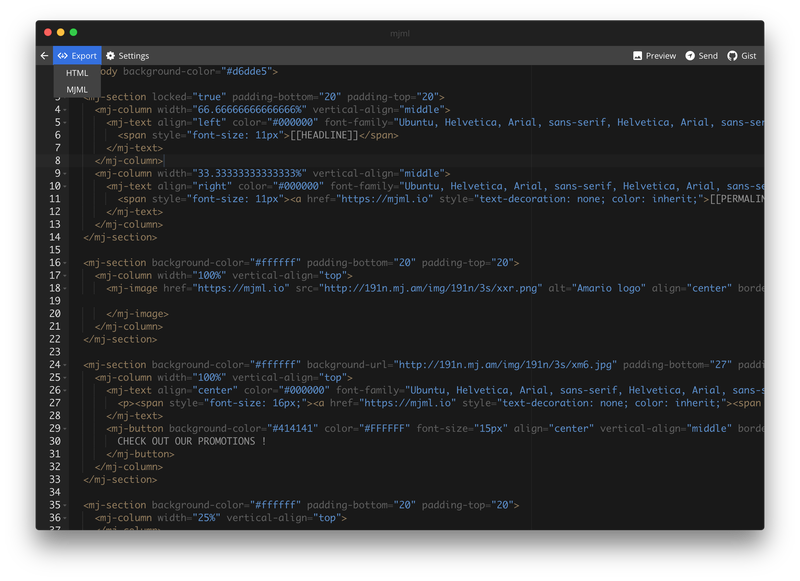 mjml
Export Settings Preview Send Gist
HTML
MJML
body background-color="#d6dde5">
3 <mj-section locked="true" padding-bottom="20" padding-top="20">
4 <mj-column width="66.66666666666666%" vertical-align="middle">
5 <mj-text align="left" color="#000000" font-family="Ubuntu, Helvetica, Arial, sans-serif, Helvetica, Arial, sans-se
6 <span style="font-size: 11px">[[HEADLINE]]</span>
7 </mj-text>
8 </mj-column>
9 <mj-column width="33.33333333333333%" vertical-align="middle">
10 <mj-text align="right" color="#000000" font-family="Ubuntu, Helvetica, Arial, sans-serif, Helvetica, Arial, sans-se
11 <span style="font-size: 11px"><a href="https://mjml.io" style="text-decoration: none; color: inherit;">[[PERMALIN
12 </mj-text>
13 </mj-column>
14 </mj-section>
15
16 <mj-section background-color="#ffffff" padding-bottom="20" padding-top="20">
17 <mj-column width="100%" vertical-align="top">
18 <mj-image href="https://mjml.io" src="http://191n.mj.am/img/191n/3s/xxr.png" alt="Amario logo" align="center" borde
19
20 </mj-image>
21 </mj-column>
22 </mj-section>
23
24 <mj-section background-color="#ffffff" background-url="http://191n.mj.am/img/191n/3s/xm6.jpg" padding-bottom="27" paddi
25 <mj-column width="100%" vertical-align="top">
26 <mj-text align="center" color="#000000" font-family="Ubuntu, Helvetica, Arial, sans-serif, Helvetica, Arial, sans-s
27 <p><span style="font-size: 16px;"><a href="https://mjml.io" style="text-decoration: none; color: inherit;"><span
28 </mj-text>
29 <mj-button background-color="#414141" color="#FFFFFF" font-size="15px" align="center" vertical-align="middle" borde
30 CHECK OUT OUR PROMOTIONS !
31 </mj-button>
32 </mj-column>
33 </mj-section>
34
35 <mj-section background-color="#ffffff" padding-bottom="20" padding-top="20">
36 <mj-column width="25%" vertical-align="top">
37 </mj-column>